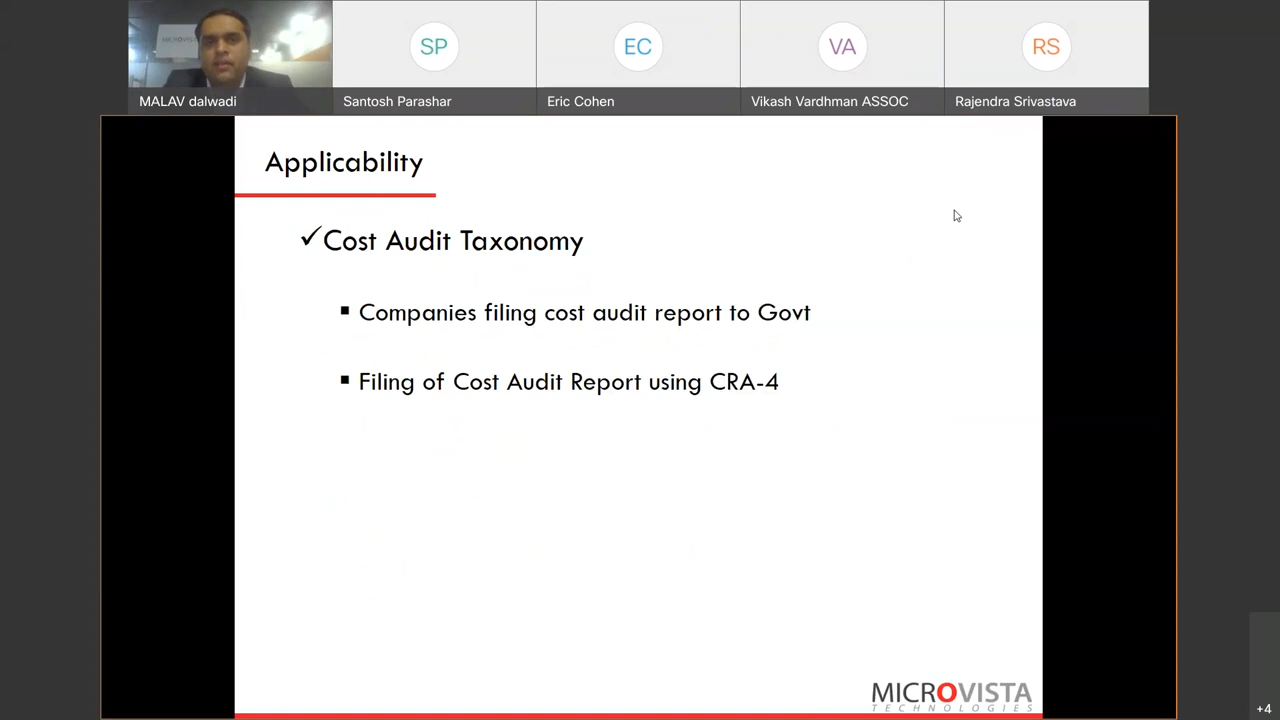 MICROVISTA
SP
EC
VA
RS
MALAV dalwadi
Santosh Parashar
Eric Cohen
Vikash Vardhman ASSOC
Rajendra Srivastava
Applicability
✓Cost Audit Taxonomy
▪ Companies filing cost audit report to Govt
▪ Filing of Cost Audit Report using CRA-4
MICROVISTA
TECHNOLOGIES
+4